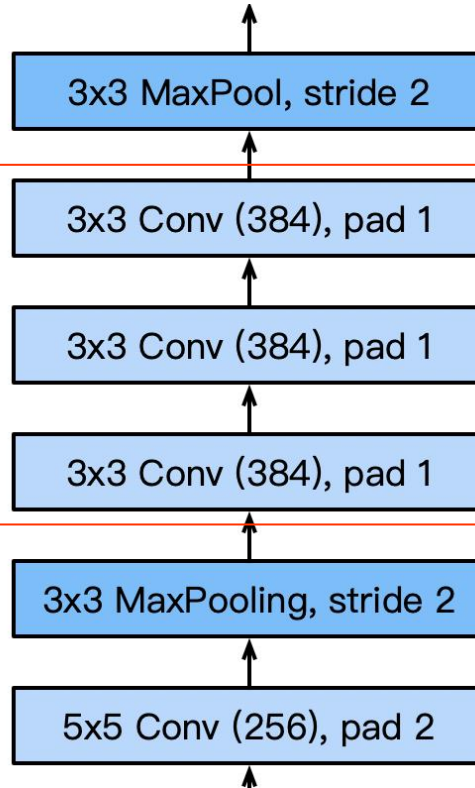 3x3 MaxPool, stride 2
3x3 Conv (384), pad 1
3x3 Conv (384), pad 1
3x3 Conv (384), pad 1
3x3 MaxPooling, stride 2
5x5 Conv (256), pad 2